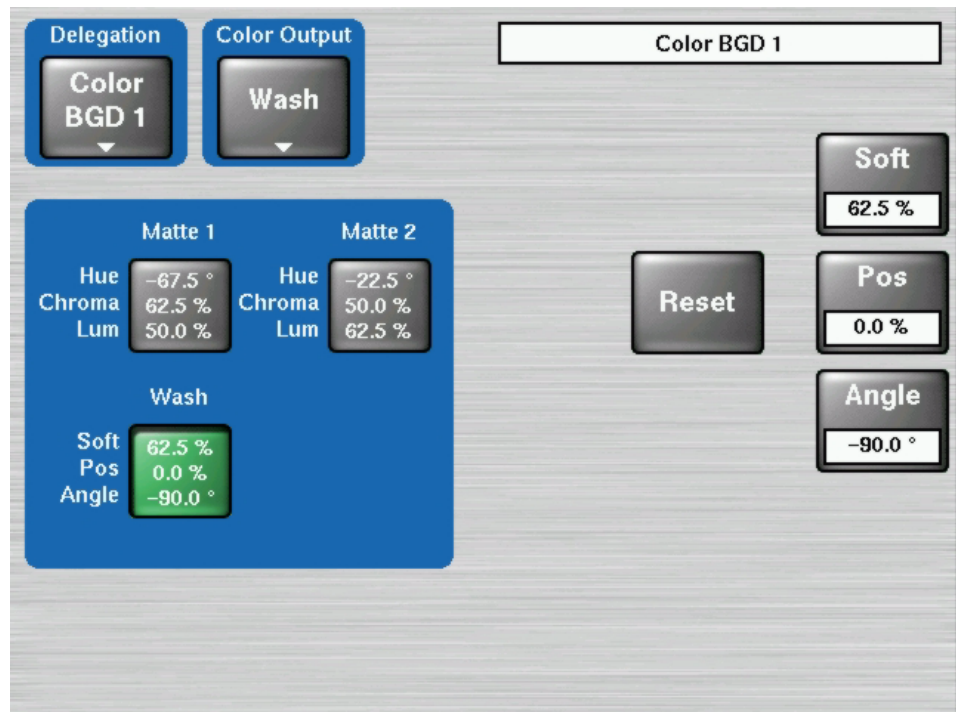 Delegation
Color Output
Color BGD 1
Color
BGD 1
Wash
Soft
62.5 %
Matte 1
Matte 2
Hue
−67.5 °
Chroma
62.5 %
Lum
50.0 %
Hue
−22.5 °
Chroma
50.0 %
Lum
62.5 %
Reset
Pos
0.0 %
Wash
Soft
62.5 %
Pos
0.0 %
Angle
−90.0 °
Angle
−90.0 °